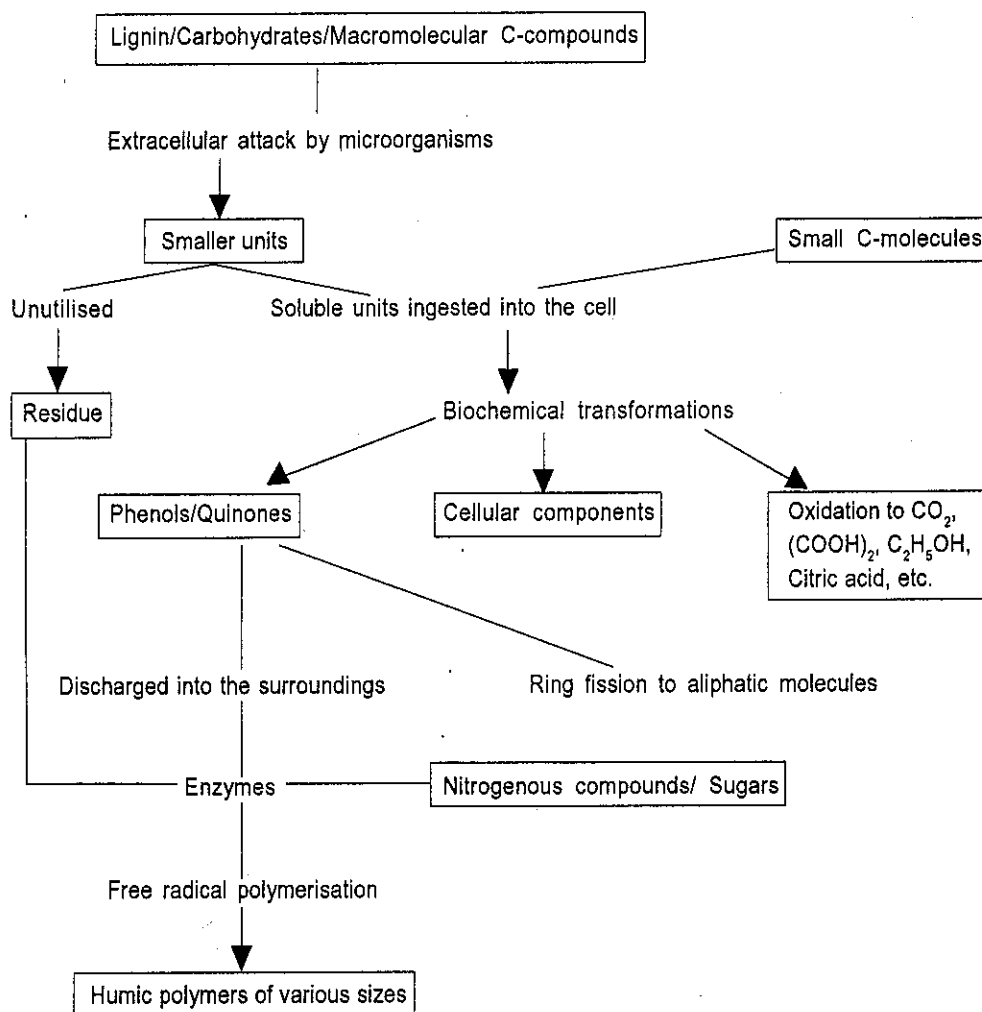 Lignin/Carbohydrates/Macromolecular C-compounds
Extracellular attack by microorganisms
Smaller units
Small C-molecules
Unutilised
Soluble units ingested into the cell
Residue
Biochemical transformations
Phenols/Quinones
Cellular components
Oxidation to CO₂,
(COOH)₂, C₂H₅OH,
Citric acid, etc.
Discharged into the surroundings
Ring fission to aliphatic molecules
Enzymes
Nitrogenous compounds/ Sugars
Free radical polymerisation
Humic polymers of various sizes